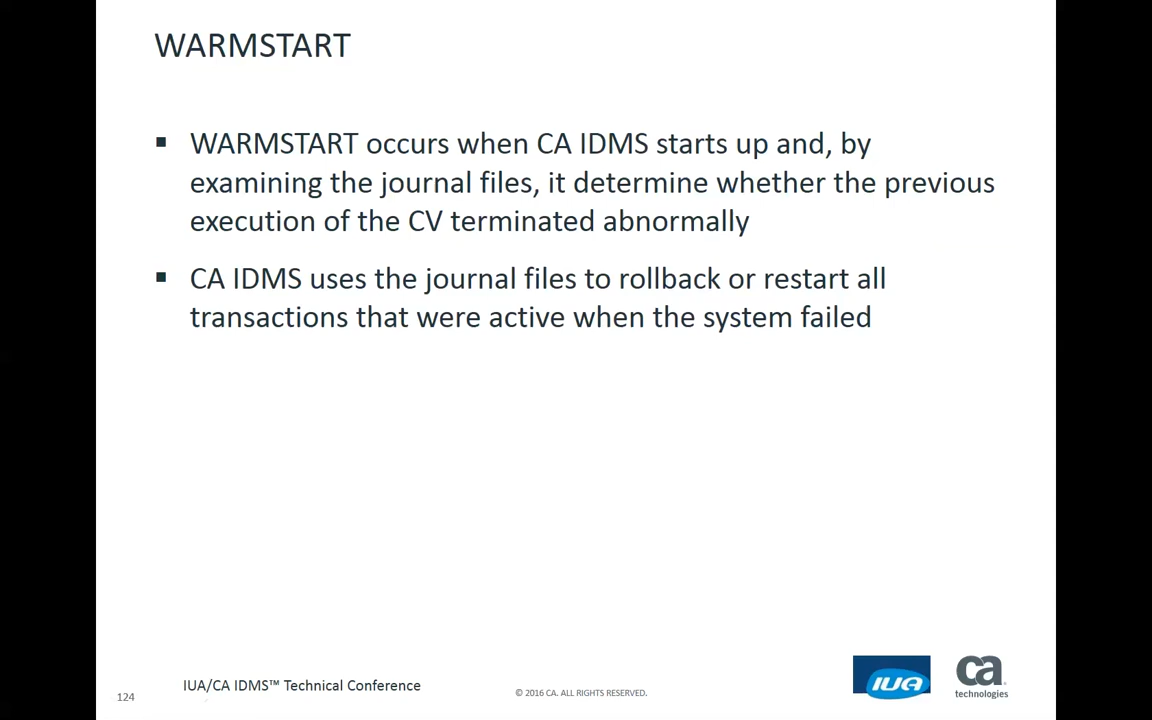 WARMSTART
▪ WARMSTART occurs when CA IDMS starts up and, by
examining the journal files, it determine whether the previous
execution of the CV terminated abnormally
▪ CA IDMS uses the journal files to rollback or restart all
transactions that were active when the system failed
124
IUA/CA IDMS™ Technical Conference
© 2016 CA. ALL RIGHTS RESERVED.
IUA
ca
technologies